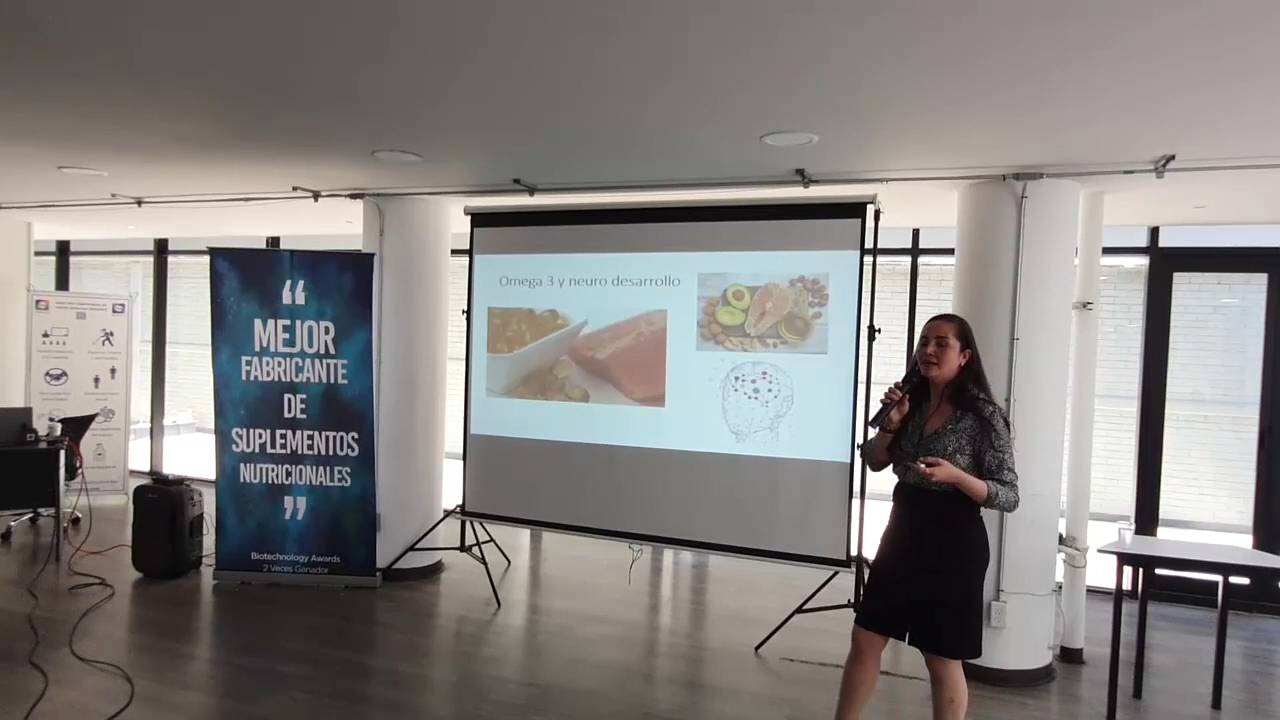 “
MEJOR
FABRICANTE
DE
SUPLEMENTOS
NUTRICIONALES
”
Biotechnology Awards
2 Veces Ganador
Omega 3 y neuro desarrollo